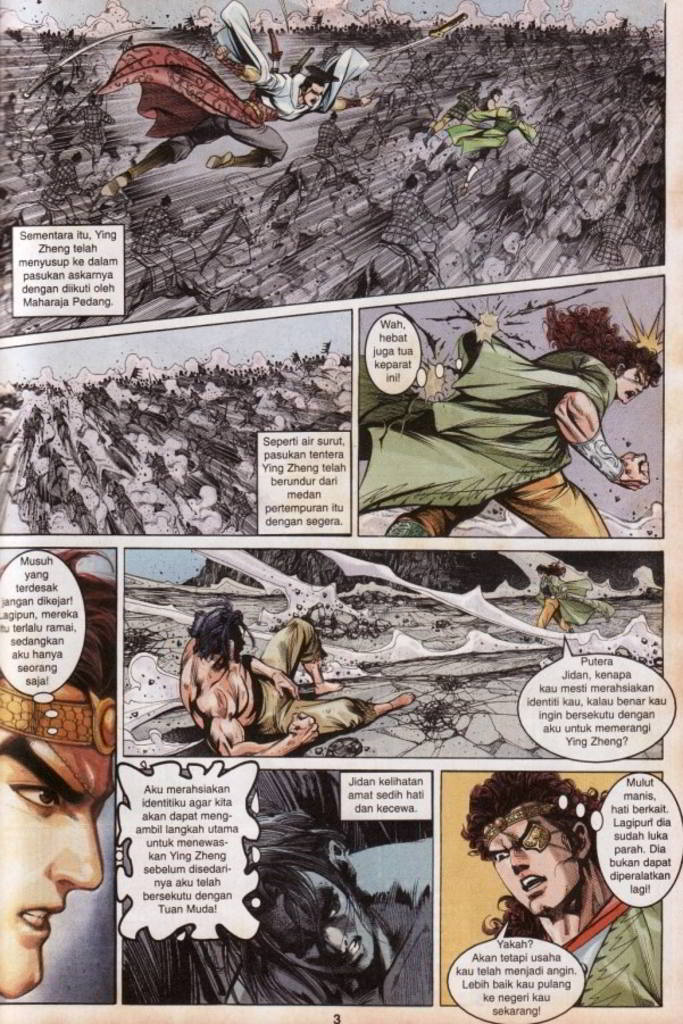 Sementara itu, Ying
Zheng telah
menyusup ke dalam
pasukan askarnya
dengan diikuti oleh
Maharaja Pedang.
Seperti air surut,
pasukan tentera
Ying Zheng telah
berundur dari
medan
pertempuran itu
dengan segera.
Wah,
hebat
juga tua
keparat
ini!
Musuh
yang
terdesak
jangan dikejar!
Lagipun, mereka
itu terlalu ramai,
sedangkan
aku hanya
seorang
saja!
Putera
Jidan, kenapa
kau mesti merahsiakan
identiti kau, kalau benar kau
ingin bersekutu dengan
aku untuk memerangi
Ying Zheng?
Aku merahsiakan
identitiku agar kita
akan dapat meng-
ambil langkah utama
untuk menewas-
kan Ying Zheng
sebelum disedari-
nya aku telah
bersekutu dengan
Tuan Muda!
Jidan kelihatan
amat sedih hati
dan kecewa.
Mulut
manis,
hati berkait.
Lagipun dia
sudah luka
parah. Dia
bukan dapat
diperalatkan
lagi!
Yakah?
Akan tetapi usaha
kau telah menjadi angin.
Lebih baik kau pulang
ke negeri kau
sekarang!
3